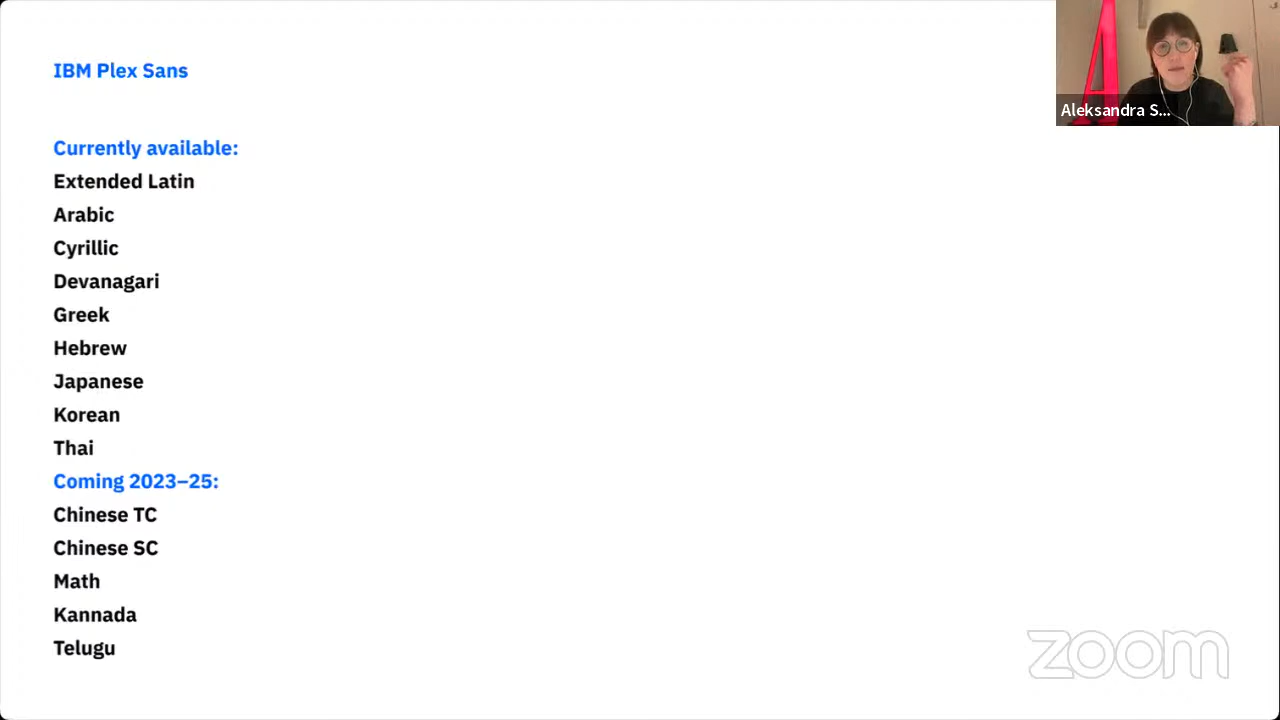 IBM Plex Sans
Currently available:
Extended Latin
Arabic
Cyrillic
Devanagari
Greek
Hebrew
Japanese
Korean
Thai
Coming 2023–25:
Chinese TC
Chinese SC
Math
Kannada
Telugu
Aleksandra S...
zoom